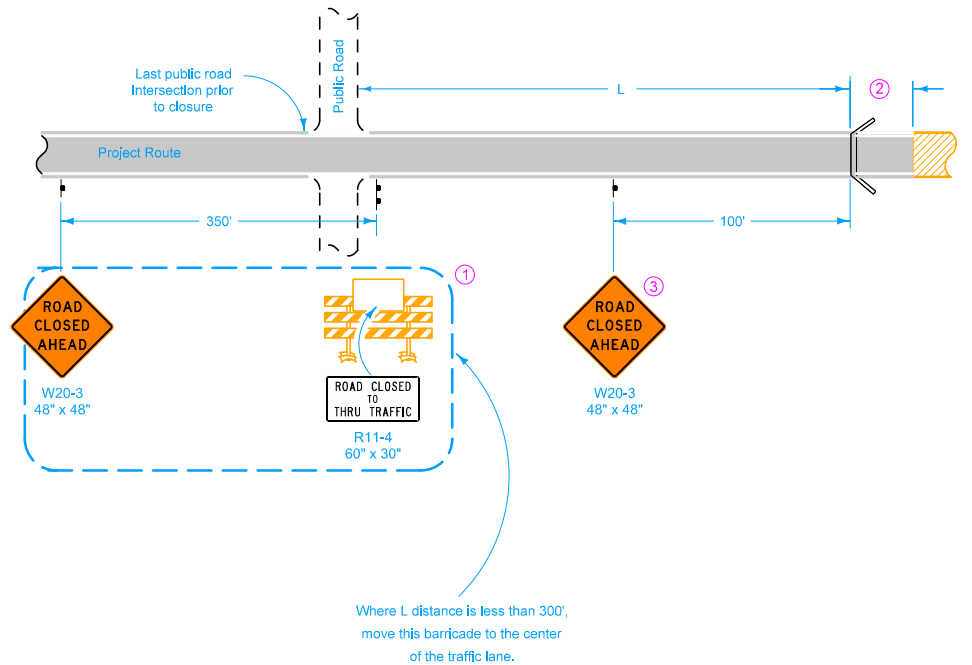 Public Road
Last public road
Intersection prior
to closure
L
2
Project Route
350'
100'
1
ROAD
CLOSED
AHEAD
W20-3
48" x 48"
ROAD CLOSED
TO
THRU TRAFFIC
R11-4
60" x 30"
3
ROAD
CLOSED
AHEAD
W20-3
48" x 48"
Where L distance is less than 300',
move this barricade to the center
of the traffic lane.